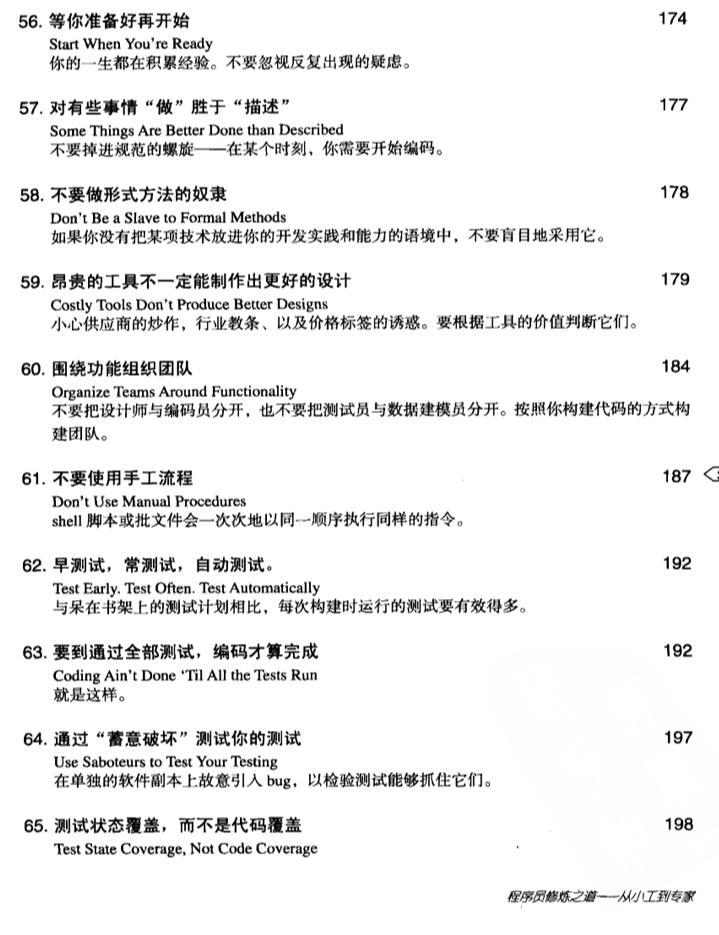 56. 等你准备好再开始 174
Start When You're Ready
你的一生都在积累经验。不要忽视反复出现的疑虑。
57. 对有些事情“做”胜于“描述” 177
Some Things Are Better Done than Described
不要掉进规范的螺旋——在某个时刻，你需要开始编码。
58. 不要做形式方法的奴隶 178
Don't Be a Slave to Formal Methods
如果你没有把某项技术放进你的开发实践和能力的语境中，不要盲目地采用它。
59. 昂贵的工具不一定能制作出更好的设计 179
Costly Tools Don't Produce Better Designs
小心供应商的炒作，行业教条、以及价格标签的诱惑。要根据工具的价值判断它们。
60. 围绕功能组织团队 184
Organize Teams Around Functionality
不要把设计师与编码员分开，也不要把测试员与数据建模员分开。按照你构建代码的方式构
建团队。
61. 不要使用手工流程 187
Don't Use Manual Procedures
shell 脚本或批文件会一次次地以同一顺序执行同样的指令。
62. 早测试，常测试，自动测试。 192
Test Early. Test Often. Test Automatically
与呆在书架上的测试计划相比，每次构建时运行的测试要有效得多。
63. 要到通过全部测试，编码才算完成 192
Coding Ain't Done 'Til All the Tests Run
就是这样。
64. 通过“蓄意破坏”测试你的测试 197
Use Saboteurs to Test Your Testing
在单独的软件副本上故意引入 bug，以检验测试能够抓住它们。
65. 测试状态覆盖，而不是代码覆盖 198
Test State Coverage, Not Code Coverage
程序员修炼之道——从小工到专家